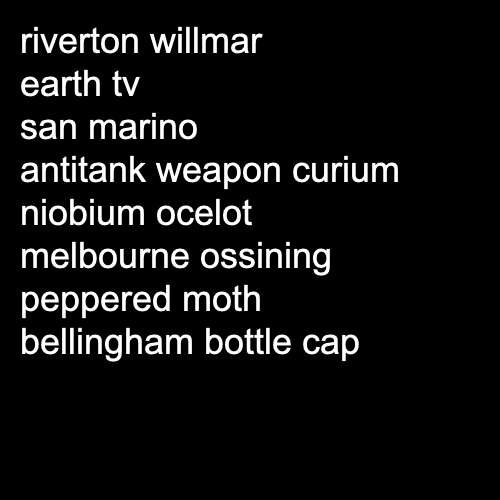 riverton willmar
earth tv
san marino
antitank weapon curium
niobium ocelot
melbourne ossining
peppered moth
bellingham bottle cap